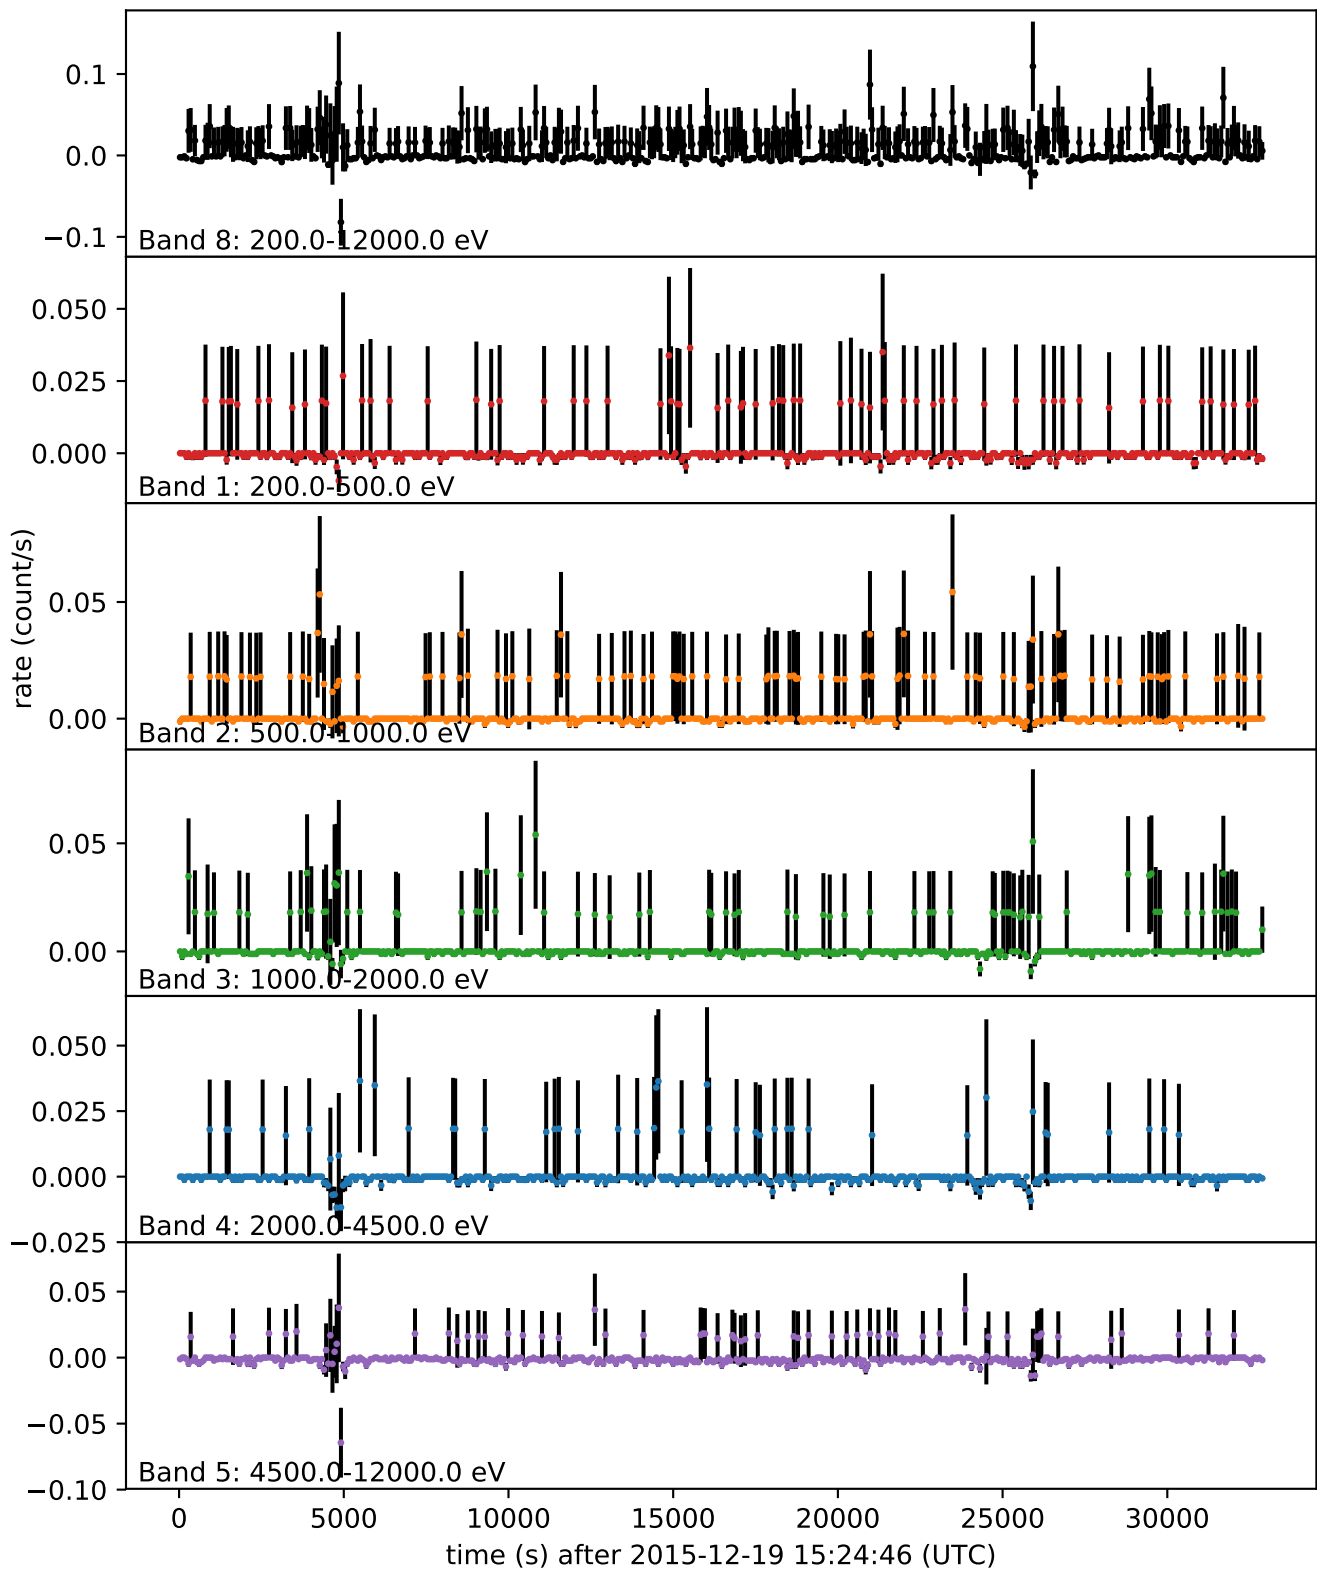 0.1
0.0
−0.1
Band 8: 200.0-12000.0 eV
0.050
0.025
0.000
Band 1: 200.0-500.0 eV
rate (count/s)
0.05
0.00
Band 2: 500.0-1000.0 eV
0.05
0.00
Band 3: 1000.0-2000.0 eV
0.050
0.025
0.000
−0.025
Band 4: 2000.0-4500.0 eV
0.05
0.00
−0.05
−0.10
Band 5: 4500.0-12000.0 eV
0 5000 10000 15000 20000 25000 30000
time (s) after 2015-12-19 15:24:46 (UTC)